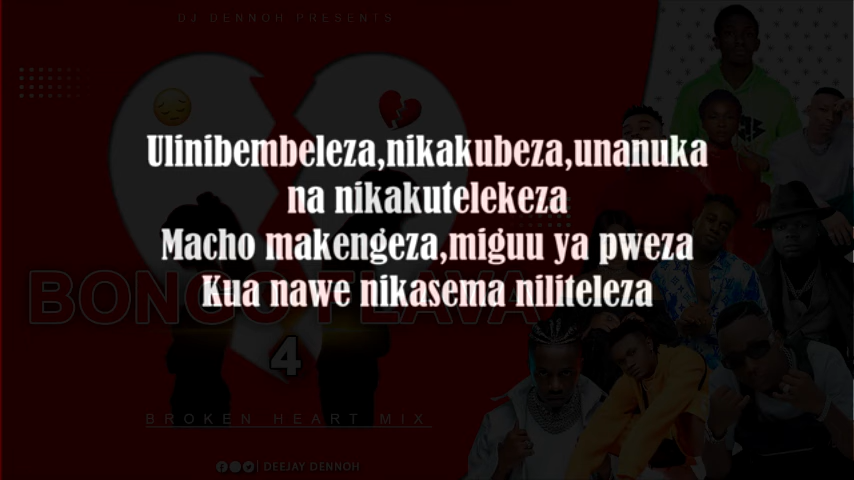 DJ DENNOH PRESENTS
Ulinibembeleza,nikakubeza,unanuka
na nikakutelekeza
Macho makengeza,miguu ya pweza
Kua nawe nikasema niliteleza
BONGO FLAVA
4
BROKEN HEART MIX
DEEJAY DENNOH